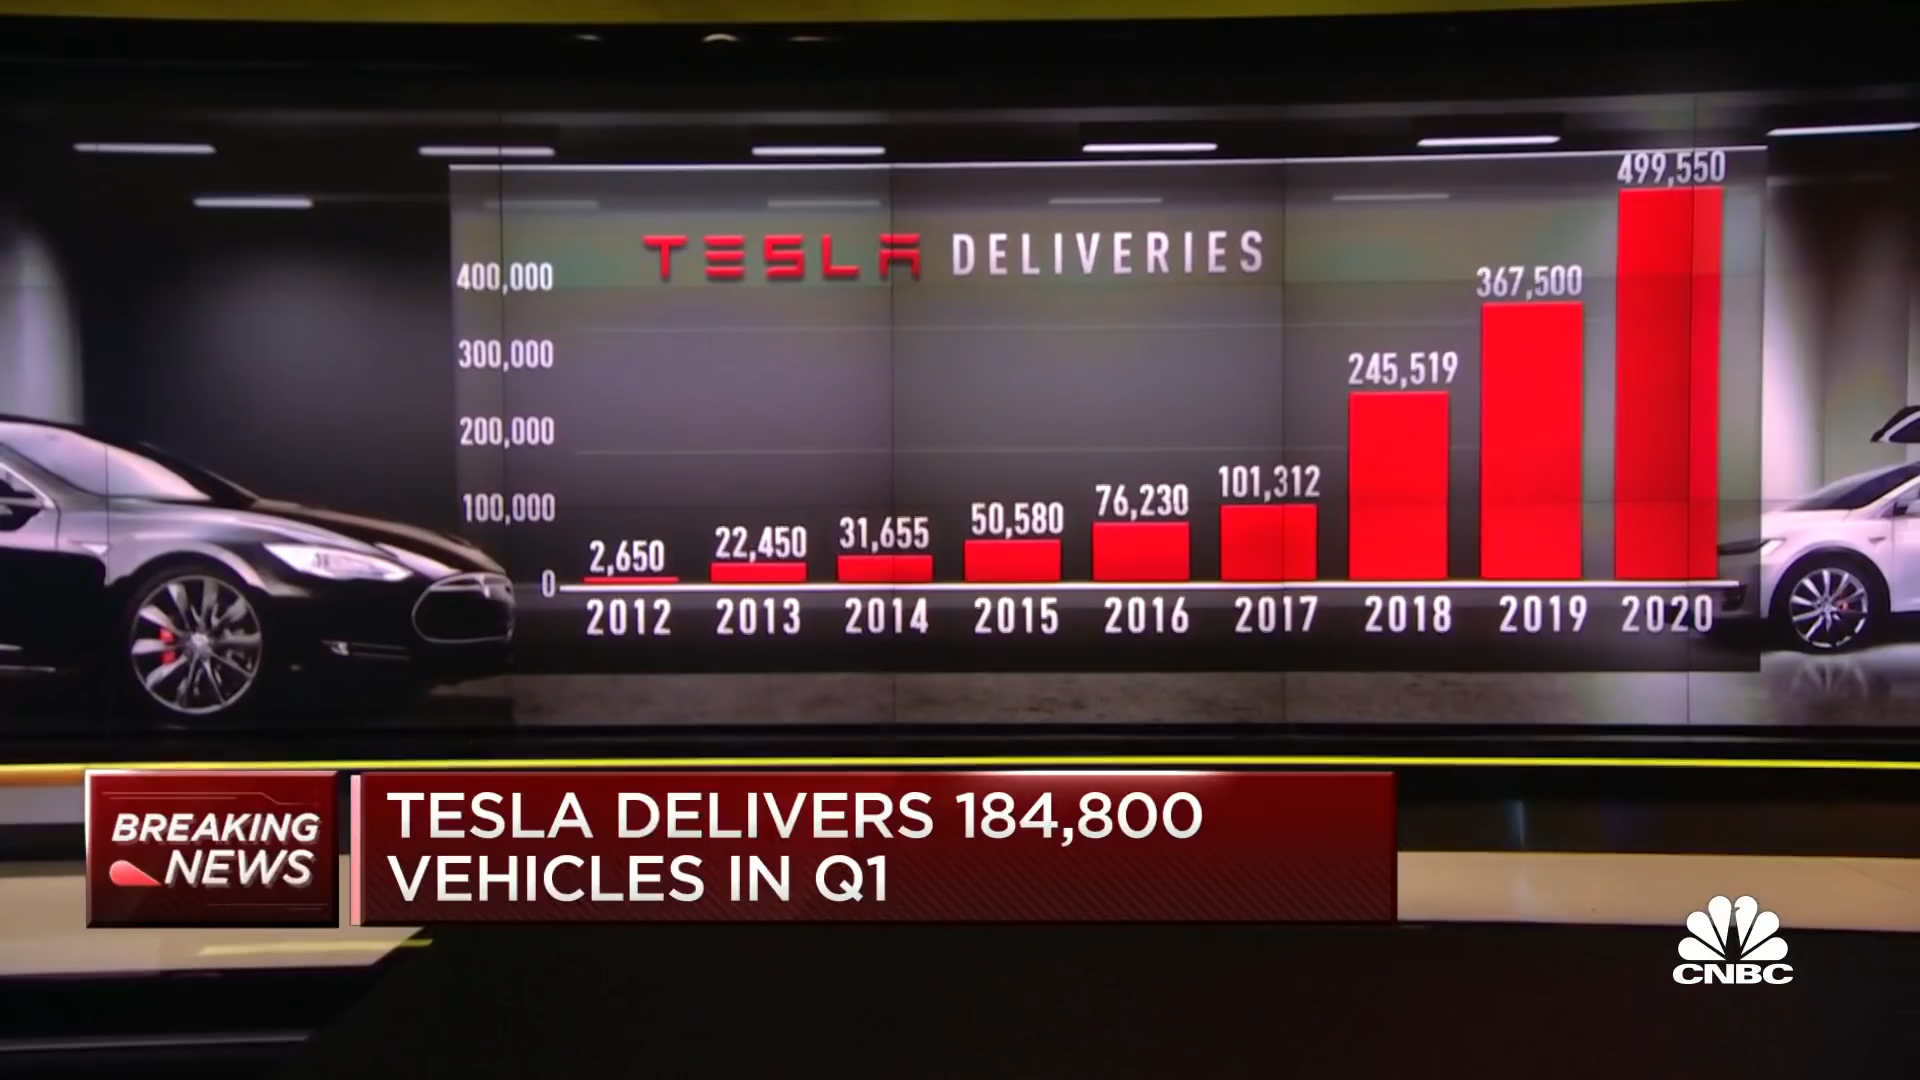 TESLA DELIVERIES
499,550
367,500
245,519
101,312
76,230
50,580
31,655
22,450
2,650
400,000
300,000
200,000
100,000
0
2012 2013 2014 2015 2016 2017 2018 2019 2020
BREAKING
NEWS
TESLA DELIVERS 184,800
VEHICLES IN Q1
CNBC